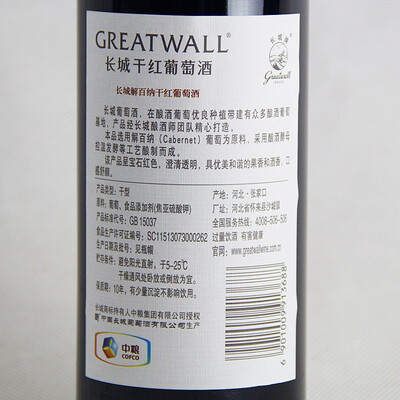 GREATWALL®
长城牌
Greatwall
长城干红葡萄酒
长城解百纳干红葡萄酒
长城葡萄酒，在酿酒葡萄优良种植带建有众多酿酒葡萄
基地，产品经长城酿酒师团队精心打造。
本品选用解百纳（Cabernet）葡萄为原料，采用酿酒酵母
控温发酵等工艺酿制而成。
该产品呈宝石红色，澄清透明，具优美和谐的果香和酒香，口
感舒顺。
产品类型：干型
原料：葡萄、食品添加剂(焦亚硫酸钾)
产品标准代号：GB 15037
食品生产许可证编号：SC11513073000262
生产日期及批号：见瓶帽
贮存条件：避免阳光直射，于5-25℃
干燥通风处卧放或倒放为宜。
保质期：10年，有少量沉淀不影响饮用。
产地：河北·张家口
厂址：河北省怀来县沙城镇
全国服务热线：4008-506-506
过量饮酒 有害健康
官网：www.greatwallwine.com.cn
长城商标持有人中粮集团有限公司授权
中国长城葡萄酒有限公司生产
中粮
COFCO
6901009913688